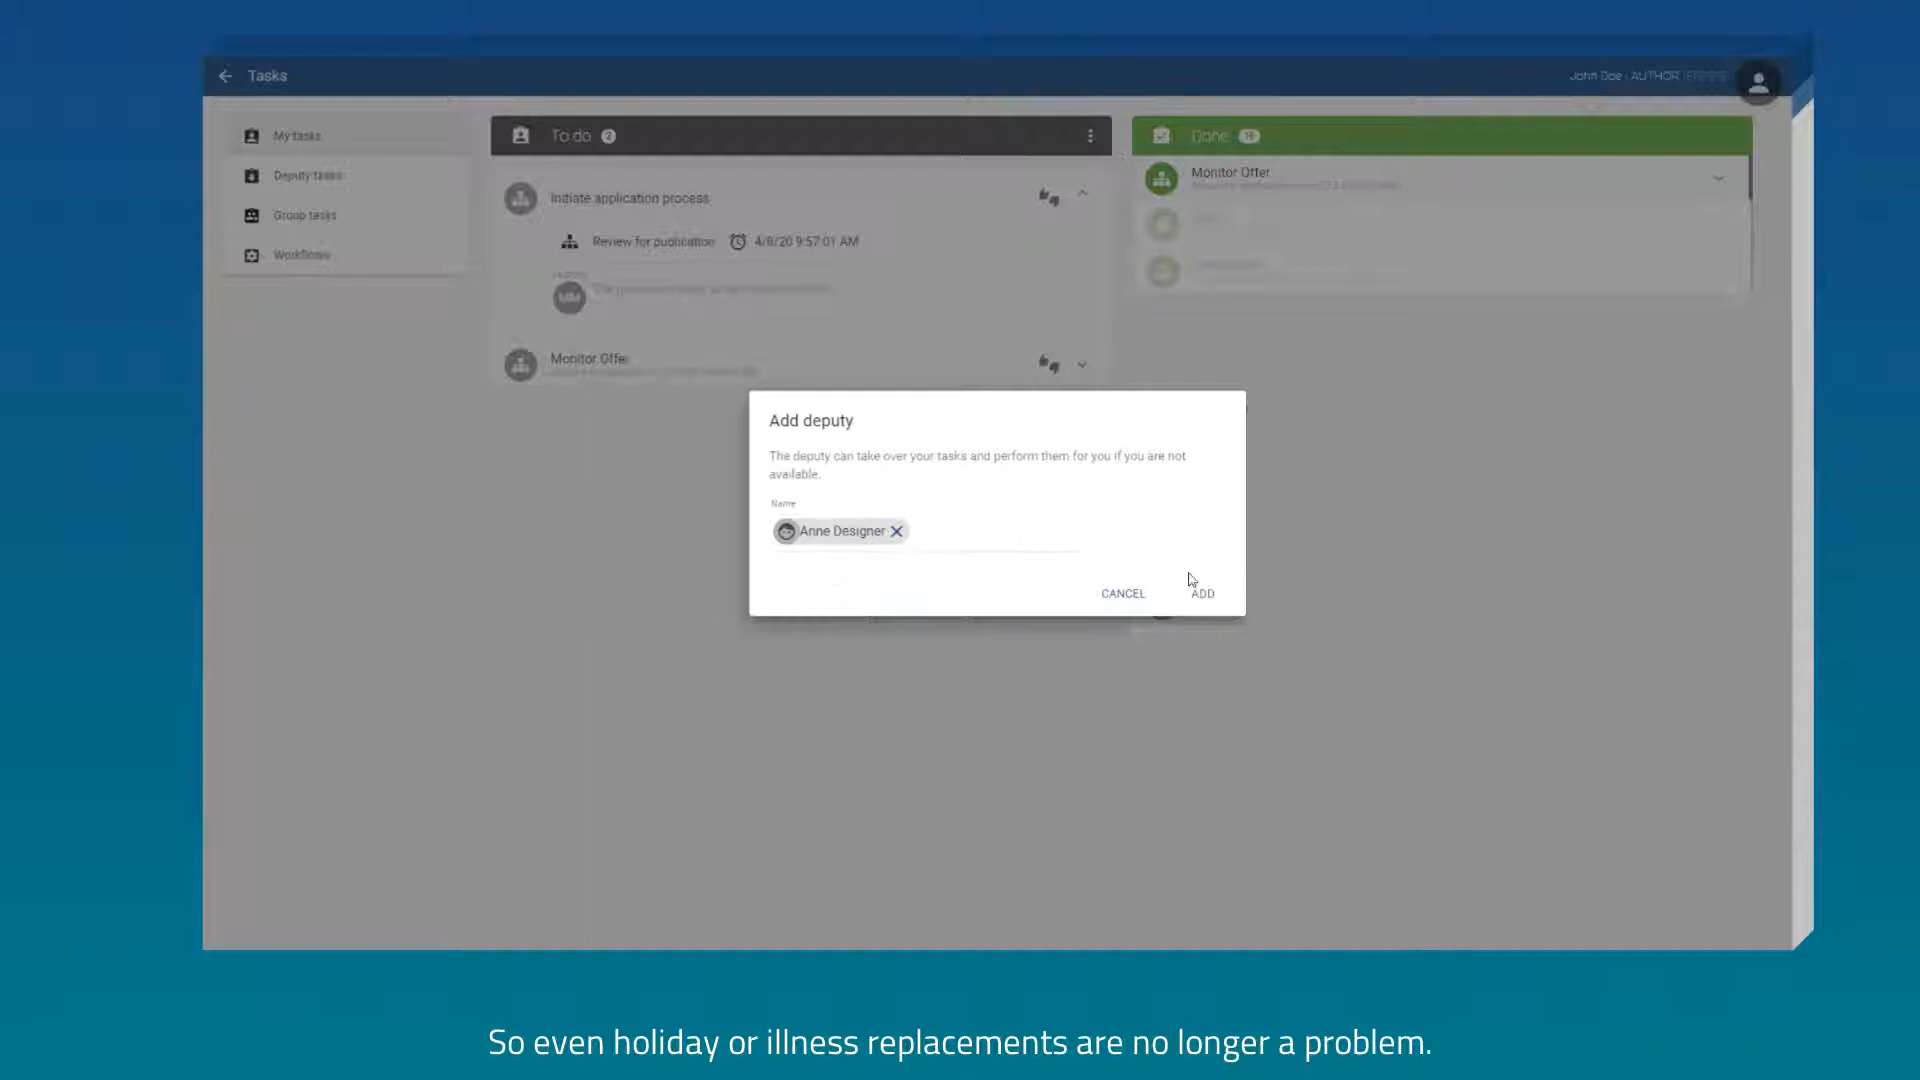 Tasks
John Doe - AUTHOR
My tasks
Deputy tasks
Group tasks
Workflows
To do 2
Initiate application process
Review for publication 4/8/20 9:57:01 AM
MM
Monitor Offer
Done
Monitor Offer
Add deputy
The deputy can take over your tasks and perform them for you if you are not
available.
Name
Anne Designer
CANCEL
ADD
So even holiday or illness replacements are no longer a problem.